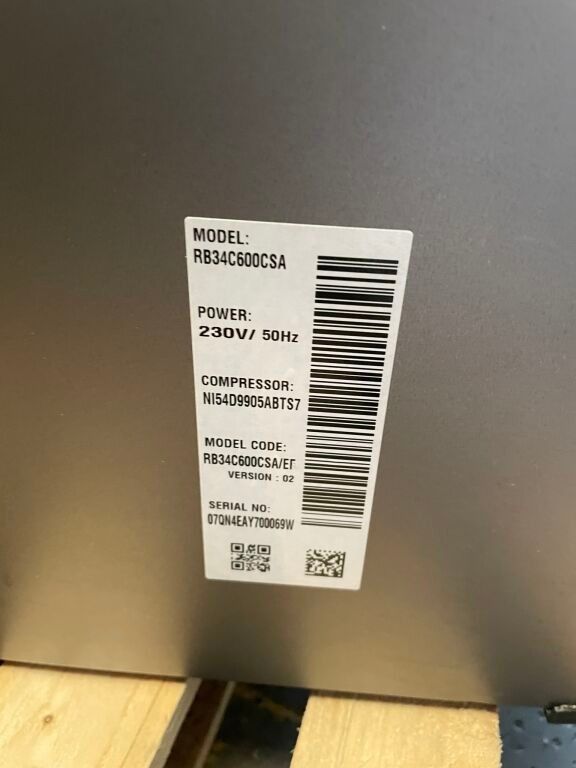 MODEL:
RB34C600CSA
POWER:
230V/ 50Hz
COMPRESSOR:
NI54D9905ABTS7
MODEL CODE:
RB34C600CSA/EF
VERSION : 02
SERIAL NO:
07QN4EAY700069W